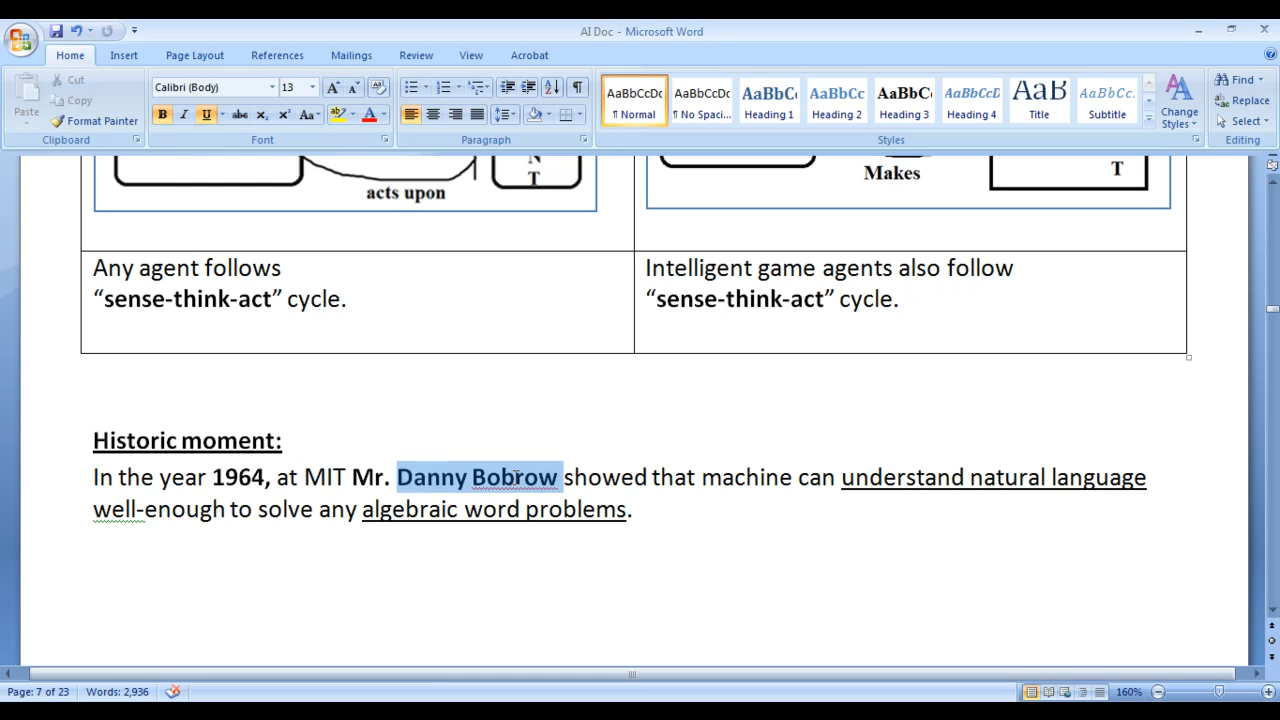 AI Doc - Microsoft Word
Home Insert Page Layout References Mailings Review View Acrobat
Paste
Cut
Copy
Format Painter
Clipboard
Calibri (Body) 13
B I U abc x₂ x² Aa A
Font
Paragraph
AaBbCcDc AaBbCcDc AaBbC AaBbCc AaBbCc AaBbCcD AaB AaBbCc.
¶ Normal ¶ No Spaci... Heading 1 Heading 2 Heading 3 Heading 4 Title Subtitle
Change
Styles
Styles
Find
Replace
Select
Editing
N
T
acts upon
Makes
T
Any agent follows
“sense-think-act” cycle.
Intelligent game agents also follow
“sense-think-act” cycle.
Historic moment:
In the year 1964, at MIT Mr. Danny Bobrow showed that machine can understand natural language
well-enough to solve any algebraic word problems.
Page: 7 of 23 Words: 2,936 160%